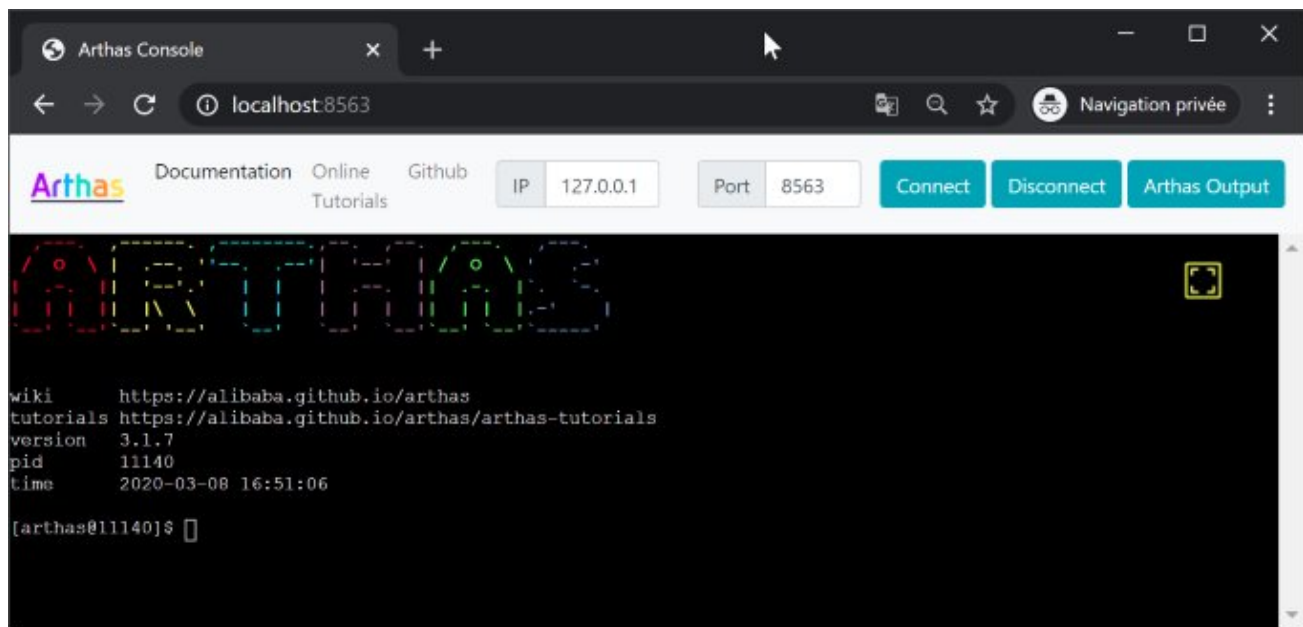 Arthas Console
localhost:8563
Navigation privée
Arthas
Documentation
Online
Tutorials
Github
IP 127.0.0.1
Port 8563
Connect
Disconnect
Arthas Output
ARTHAS
wiki https://alibaba.github.io/arthas
tutorials https://alibaba.github.io/arthas/arthas-tutorials
version 3.1.7
pid 11140
time 2020-03-08 16:51:06
[arthas@11140]$